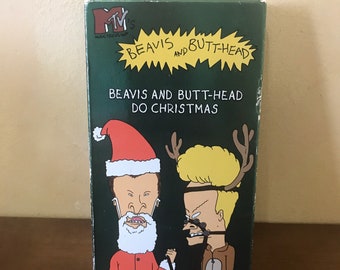 MTV's
BEAVIS AND BUTT-HEAD
BEAVIS AND BUTT-HEAD
DO CHRISTMAS